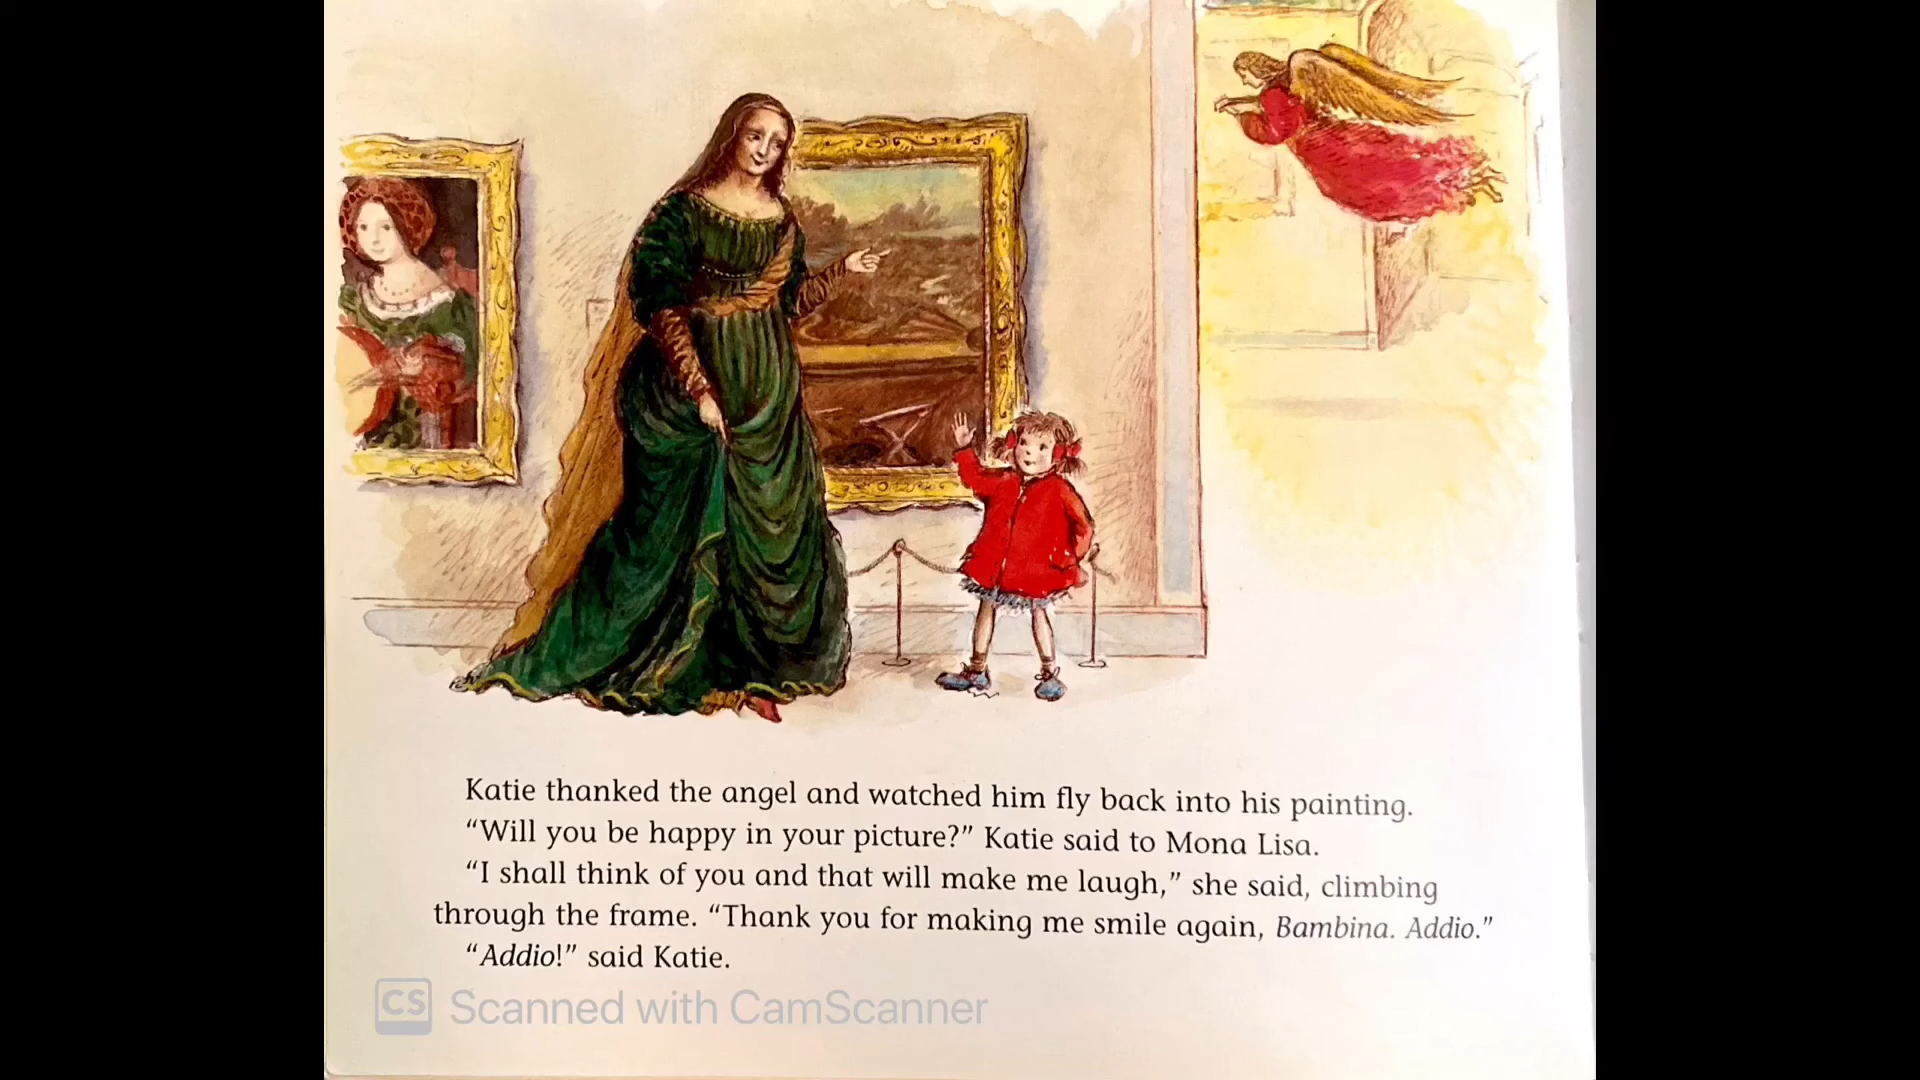 Katie thanked the angel and watched him fly back into his painting.
“Will you be happy in your picture?” Katie said to Mona Lisa.
“I shall think of you and that will make me laugh,” she said, climbing
through the frame. “Thank you for making me smile again, Bambina. Addio.”
“Addio!” said Katie.
CS Scanned with CamScanner